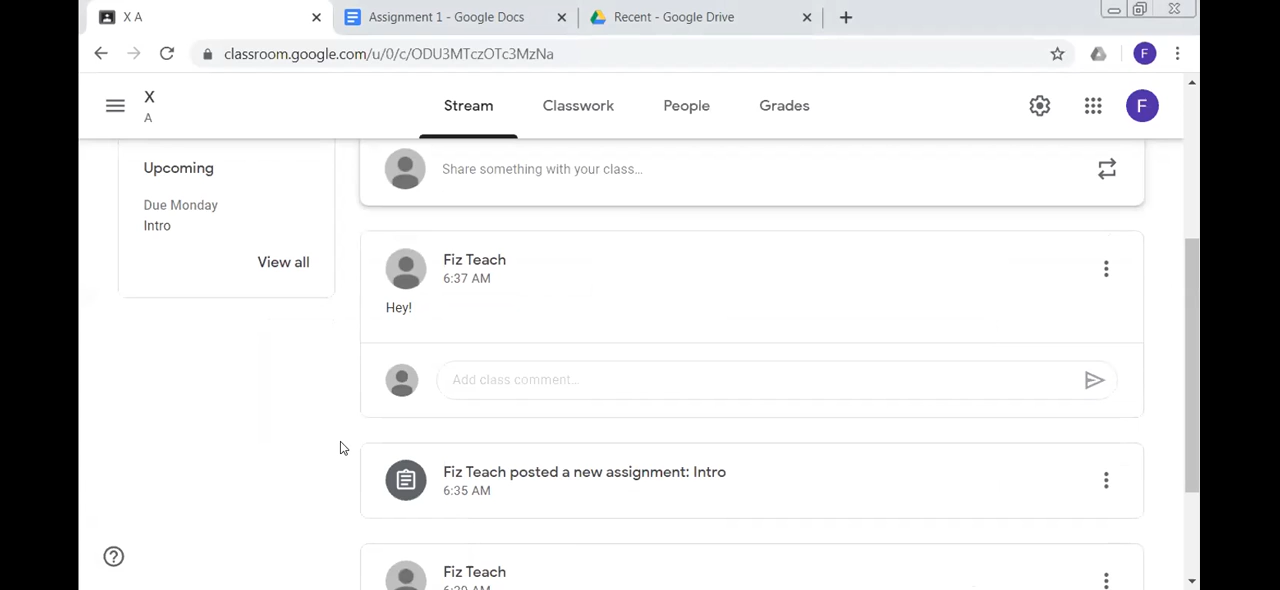 X A
Assignment 1 - Google Docs
Recent - Google Drive
classroom.google.com/u/0/c/ODU3MTczOTc3MzNa
F
X
A
Stream
Classwork
People
Grades
F
Upcoming
Due Monday
Intro
View all
Share something with your class...
Fiz Teach
6:37 AM
Hey!
Add class comment...
Fiz Teach posted a new assignment: Intro
6:35 AM
Fiz Teach